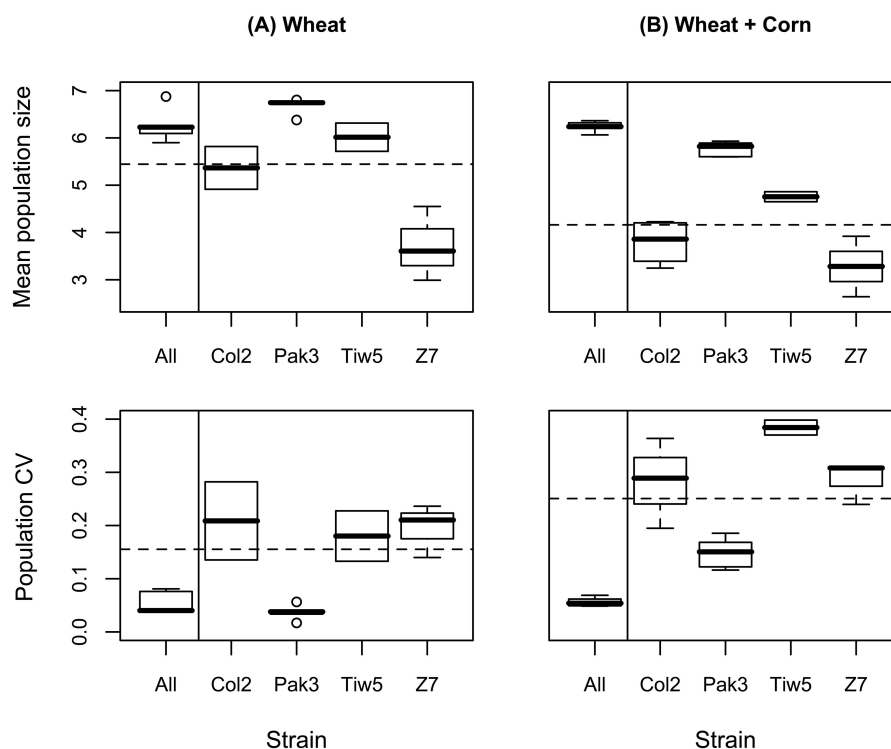 (A) Wheat
(B) Wheat + Corn
Mean population size
7
6
5
4
3
All Col2 Pak3 Tiw5 Z7
All Col2 Pak3 Tiw5 Z7
Population CV
0.4
0.3
0.2
0.1
0.0
All Col2 Pak3 Tiw5 Z7
All Col2 Pak3 Tiw5 Z7
Strain
Strain